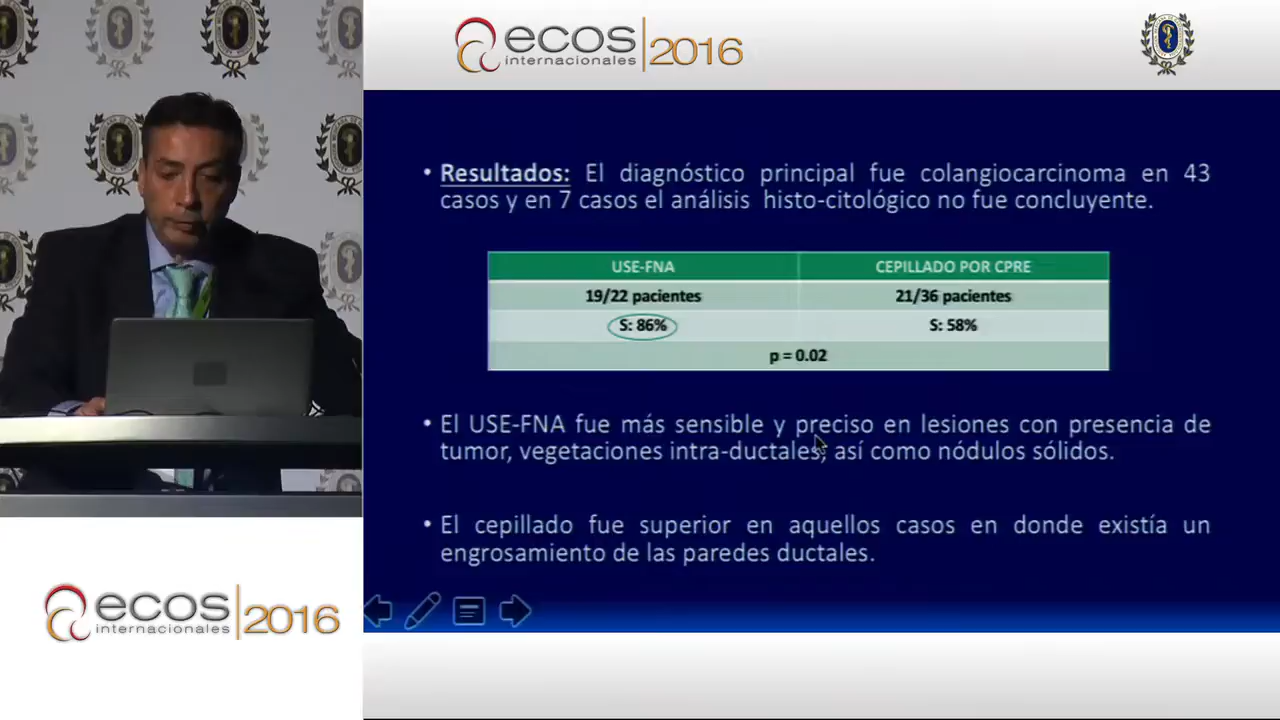 ecos
internacionales
2016
• Resultados: El diagnóstico principal fue colangiocarcinoma en 43
casos y en 7 casos el análisis histo-citológico no fue concluyente.
USE-FNA
CEPILLADO POR CPRE
19/22 pacientes
21/36 pacientes
S: 86%
S: 58%
p = 0.02
• El USE-FNA fue más sensible y preciso en lesiones con presencia de
tumor, vegetaciones intra-ductales, así como nódulos sólidos.
• El cepillado fue superior en aquellos casos en donde existía un
engrosamiento de las paredes ductales.
ecos
internacionales
2016